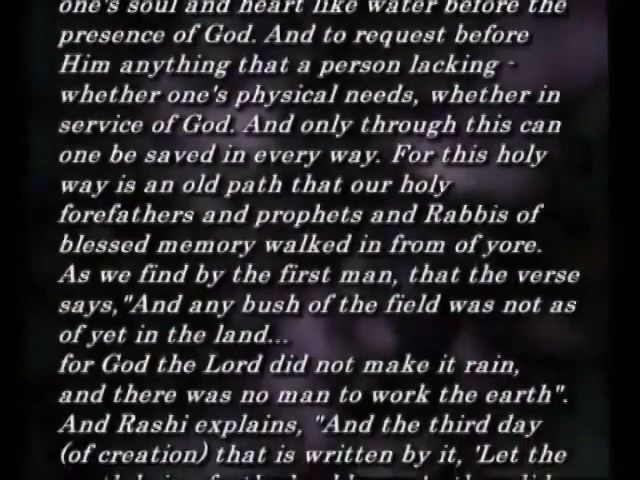 one's soul and heart like water before the
presence of God. And to request before
Him anything that a person lacking -
whether one's physical needs, whether in
service of God. And only through this can
one be saved in every way. For this holy
way is an old path that our holy
forefathers and prophets and Rabbis of
blessed memory walked in from of yore.
As we find by the first man, that the verse
says,"And any bush of the field was not as
of yet in the land...
for God the Lord did not make it rain,
and there was no man to work the earth".
And Rashi explains, "And the third day
(of creation) that is written by it, 'Let the